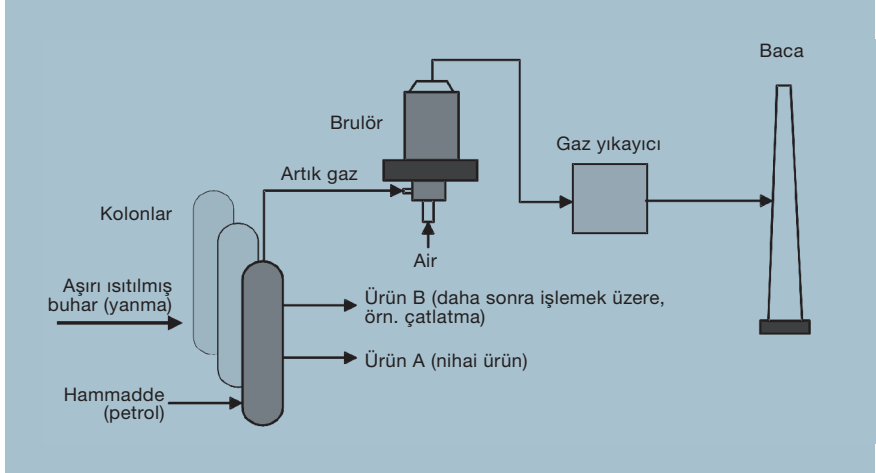 Baca
Brulör
Gaz yıkayıcı
Artık gaz
Kolonlar
Air
Aşırı ısıtılmış
buhar (yanma)
Ürün B (daha sonra işlemek üzere,
örn. çatlatma)
Ürün A (nihai ürün)
Hammadde
(petrol)